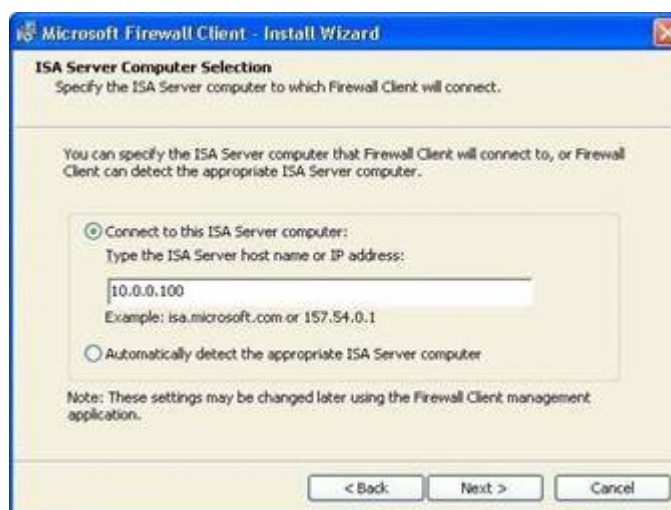 Microsoft Firewall Client - Install Wizard
ISA Server Computer Selection
Specify the ISA Server computer to which Firewall Client will connect.
You can specify the ISA Server computer that Firewall Client will connect to, or Firewall
Client can detect the appropriate ISA Server computer.
Connect to this ISA Server computer:
Type the ISA Server host name or IP address:
10.0.0.100
Example: isa.microsoft.com or 157.54.0.1
Automatically detect the appropriate ISA Server computer
Note: These settings may be changed later using the Firewall Client management
application.
< Back Next > Cancel